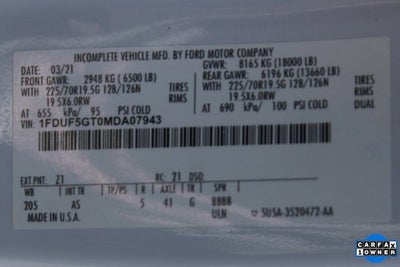 INCOMPLETE VEHICLE MFD. BY FORD MOTOR COMPANY
03/21 GVWR: 8165 KG (18000 LB)
FRONT GAWR: 2948 KG (6500 LB) REAR GAWR: 6196 KG (13660 LB)
WITH 225/70R19.5G 128/126N TIRES WITH 225/70R19.5G 128/126N TIRES
19.5X6.0RW RIMS 19.5X6.0RW RIMS
AT 655 kPa/ 95 PSI COLD AT 690 kPa/ 100 PSI COLD DUAL
VIN: 1FDUF5GT0MDA07943
EXT PNT: Z1 RC: 21 DSO:
WB INT TR TP/PS R AXLE TR SPR
205 AS 5 41 G 8888
MADE IN U.S.A. ULN 5U5A-3520472-AA
CARFAX
1 OWNER